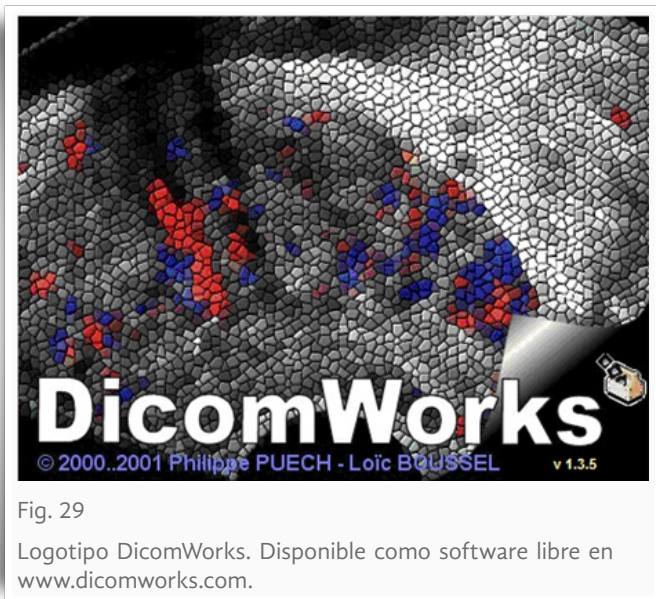 DicomWorks
© 2000..2001 Philippe PUECH - Loïc BOUSSEL
v 1.3.5
Fig. 29
Logotipo DicomWorks. Disponible como software libre en
www.dicomworks.com.